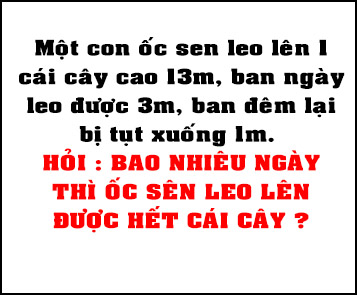 Một con ốc sen leo lên 1
cái cây cao 13m, ban ngày
leo được 3m, ban đêm lại
bị tụt xuống 1m.
HỎI : BAO NHIÊU NGÀY
THÌ ỐC SÊN LEO LÊN
ĐƯỢC HẾT CÁI CÂY ?